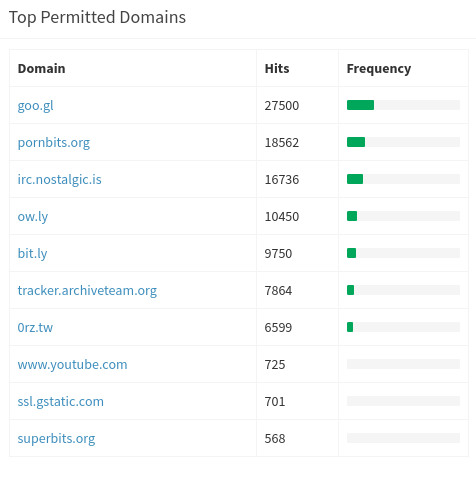 Top Permitted Domains
Domain Hits Frequency
goo.gl 27500
pornbits.org 18562
irc.nostalgic.is 16736
ow.ly 10450
bit.ly 9750
tracker.archiveteam.org 7864
0rz.tw 6599
www.youtube.com 725
ssl.gstatic.com 701
superbits.org 568